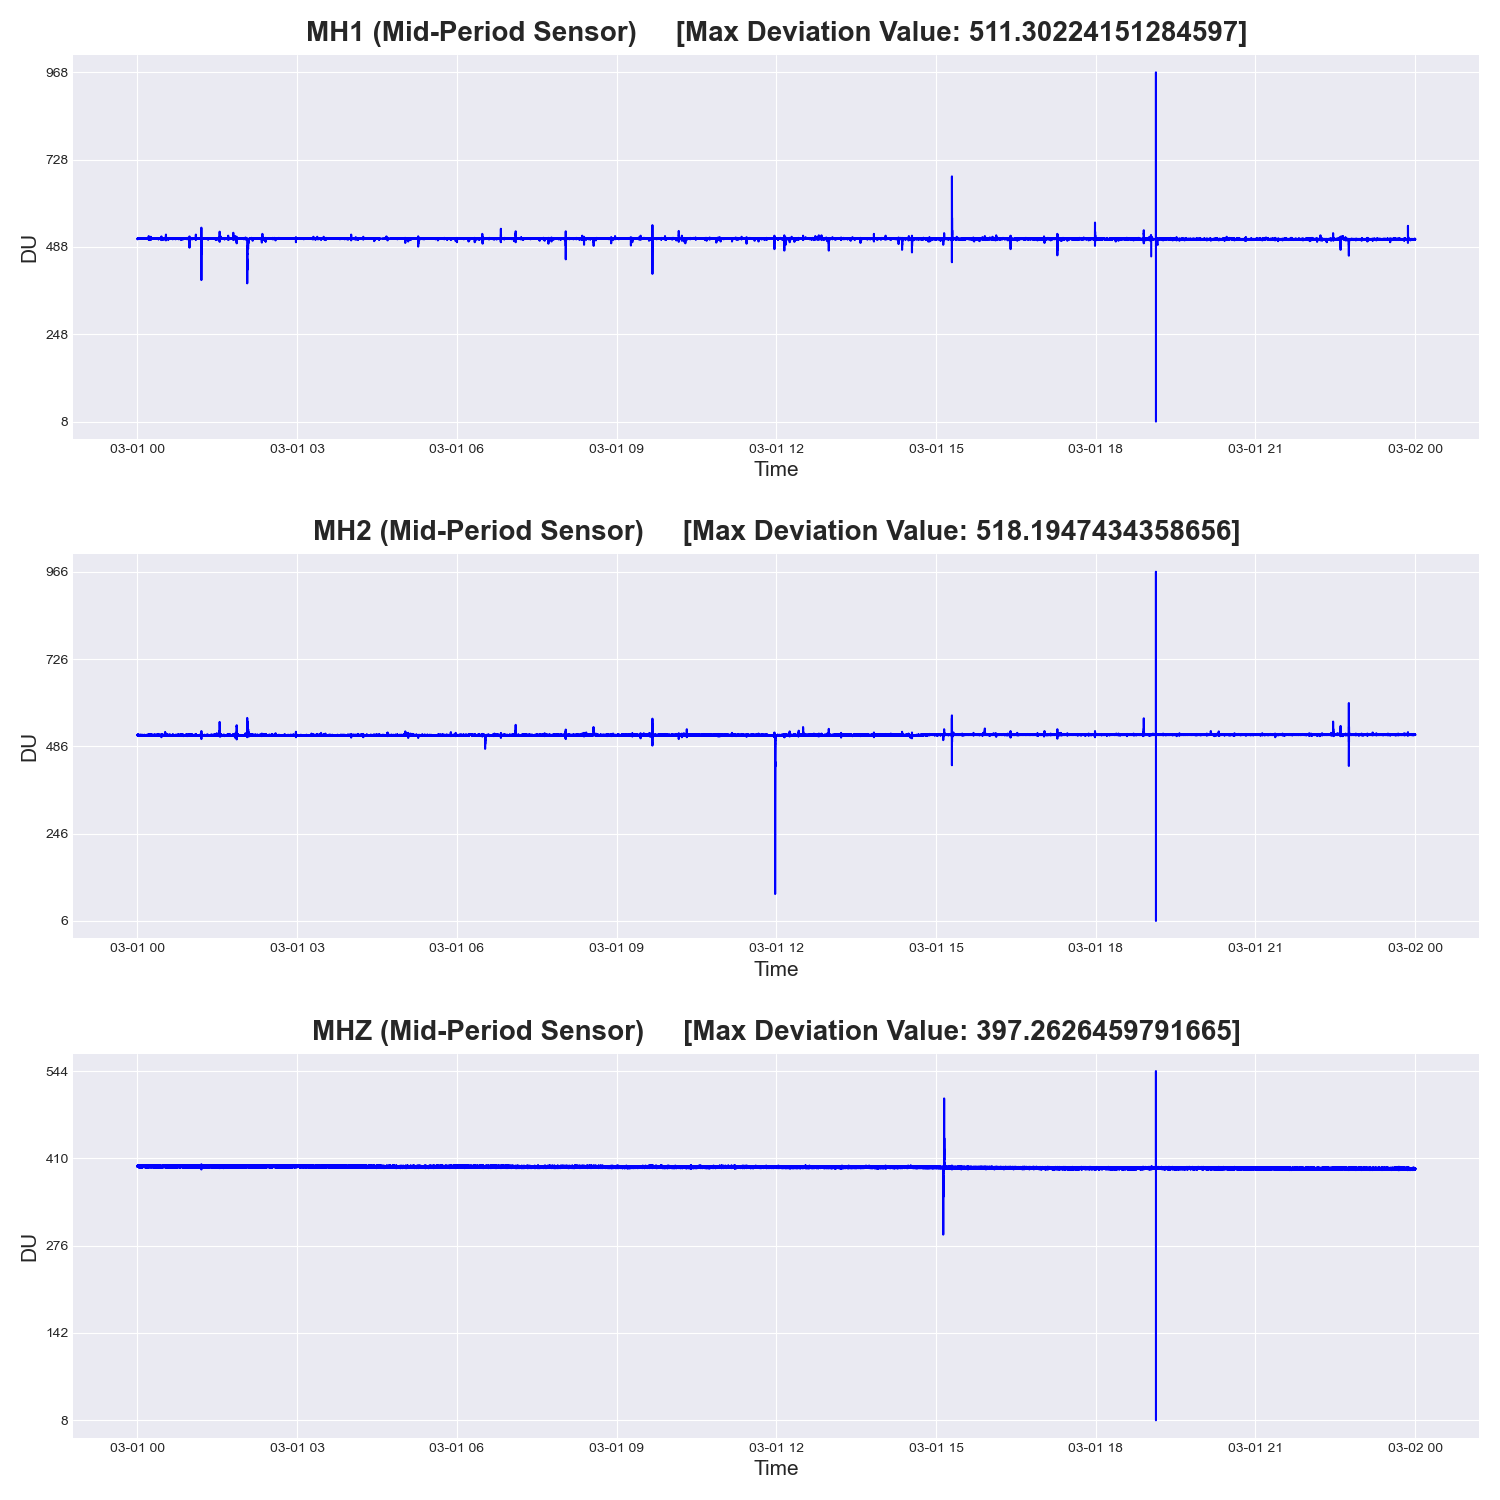 MH1 (Mid-Period Sensor) [Max Deviation Value: 511.30224151284597]
968
728
488
248
8
DU
03-01 00 03-01 03 03-01 06 03-01 09 03-01 12 03-01 15 03-01 18 03-01 21 03-02 00
Time
MH2 (Mid-Period Sensor) [Max Deviation Value: 518.1947434358656]
966
726
486
246
6
DU
03-01 00 03-01 03 03-01 06 03-01 09 03-01 12 03-01 15 03-01 18 03-01 21 03-02 00
Time
MHZ (Mid-Period Sensor) [Max Deviation Value: 397.2626459791665]
544
410
276
142
8
DU
03-01 00 03-01 03 03-01 06 03-01 09 03-01 12 03-01 15 03-01 18 03-01 21 03-02 00
Time